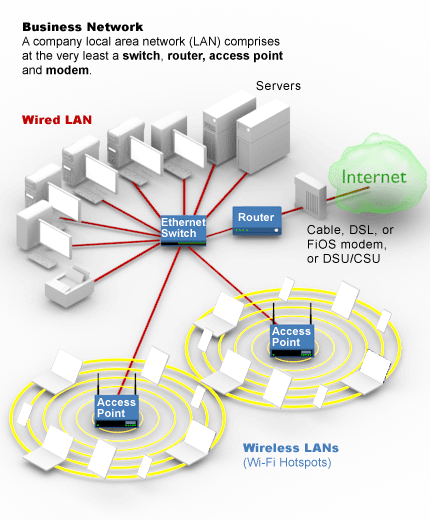 Business Network
A company local area network (LAN) comprises
at the very least a switch, router, access point
and modem.
Servers
Wired LAN
Internet
Ethernet
Switch
Router
Cable, DSL, or
FiOS modem,
or DSU/CSU
Access
Point
Access
Point
Wireless LANs
(Wi-Fi Hotspots)